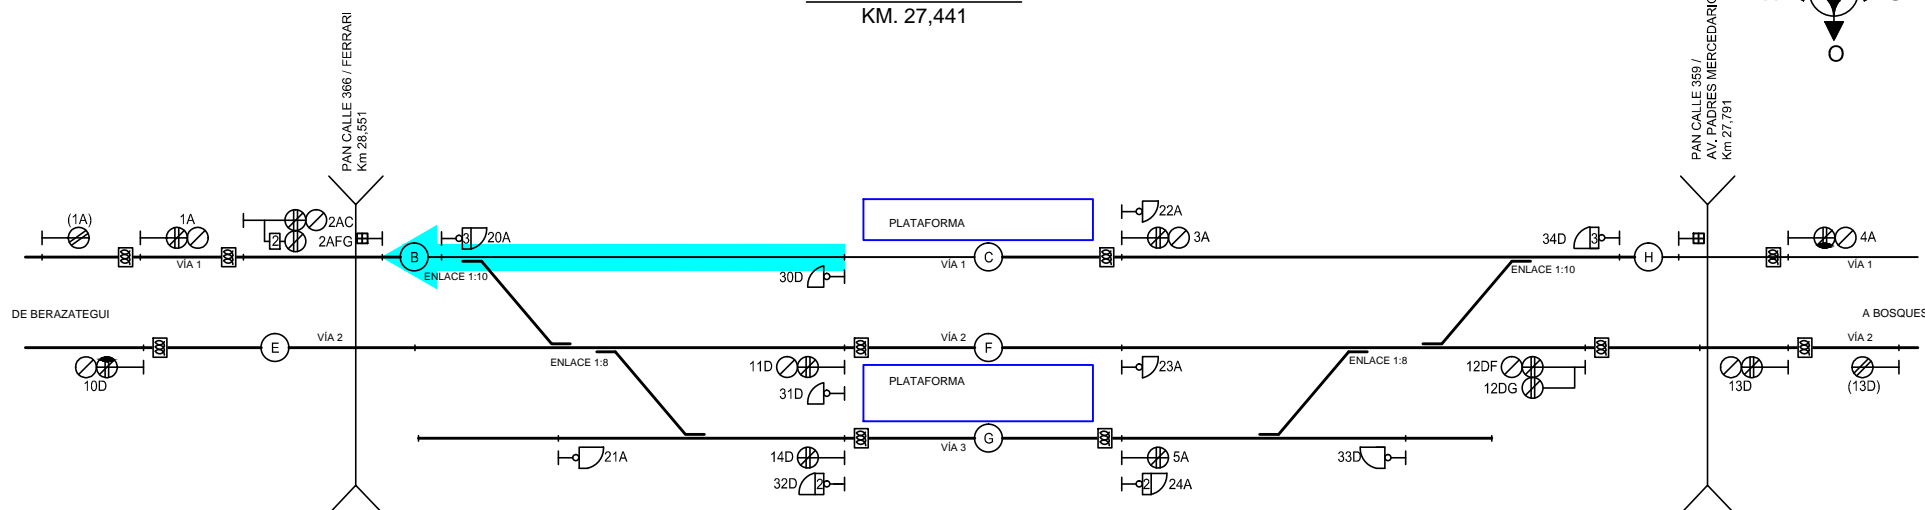 KM. 27,441
O
PAN CALLE 366 / FERRARI
Km 28,551
PAN CALLE 359 /
AV. PADRES MERCEDARIO
Km 27,791
(1A)
1A
2AC
2
2AFG
3
20A
PLATAFORMA
22A
3A
34D
3
4A
VÍA 1
B
ENLACE 1:10
30D
VÍA 1
C
ENLACE 1:10
H
VÍA 1
DE BERAZATEGUI
A BOSQUES
E
VÍA 2
VÍA 2
F
VÍA 2
10D
ENLACE 1:8
11D
31D
PLATAFORMA
23A
ENLACE 1:8
12DF
12DG
13D
(13D)
VÍA 3
G
21A
14D
32D
2
5A
2
24A
33D